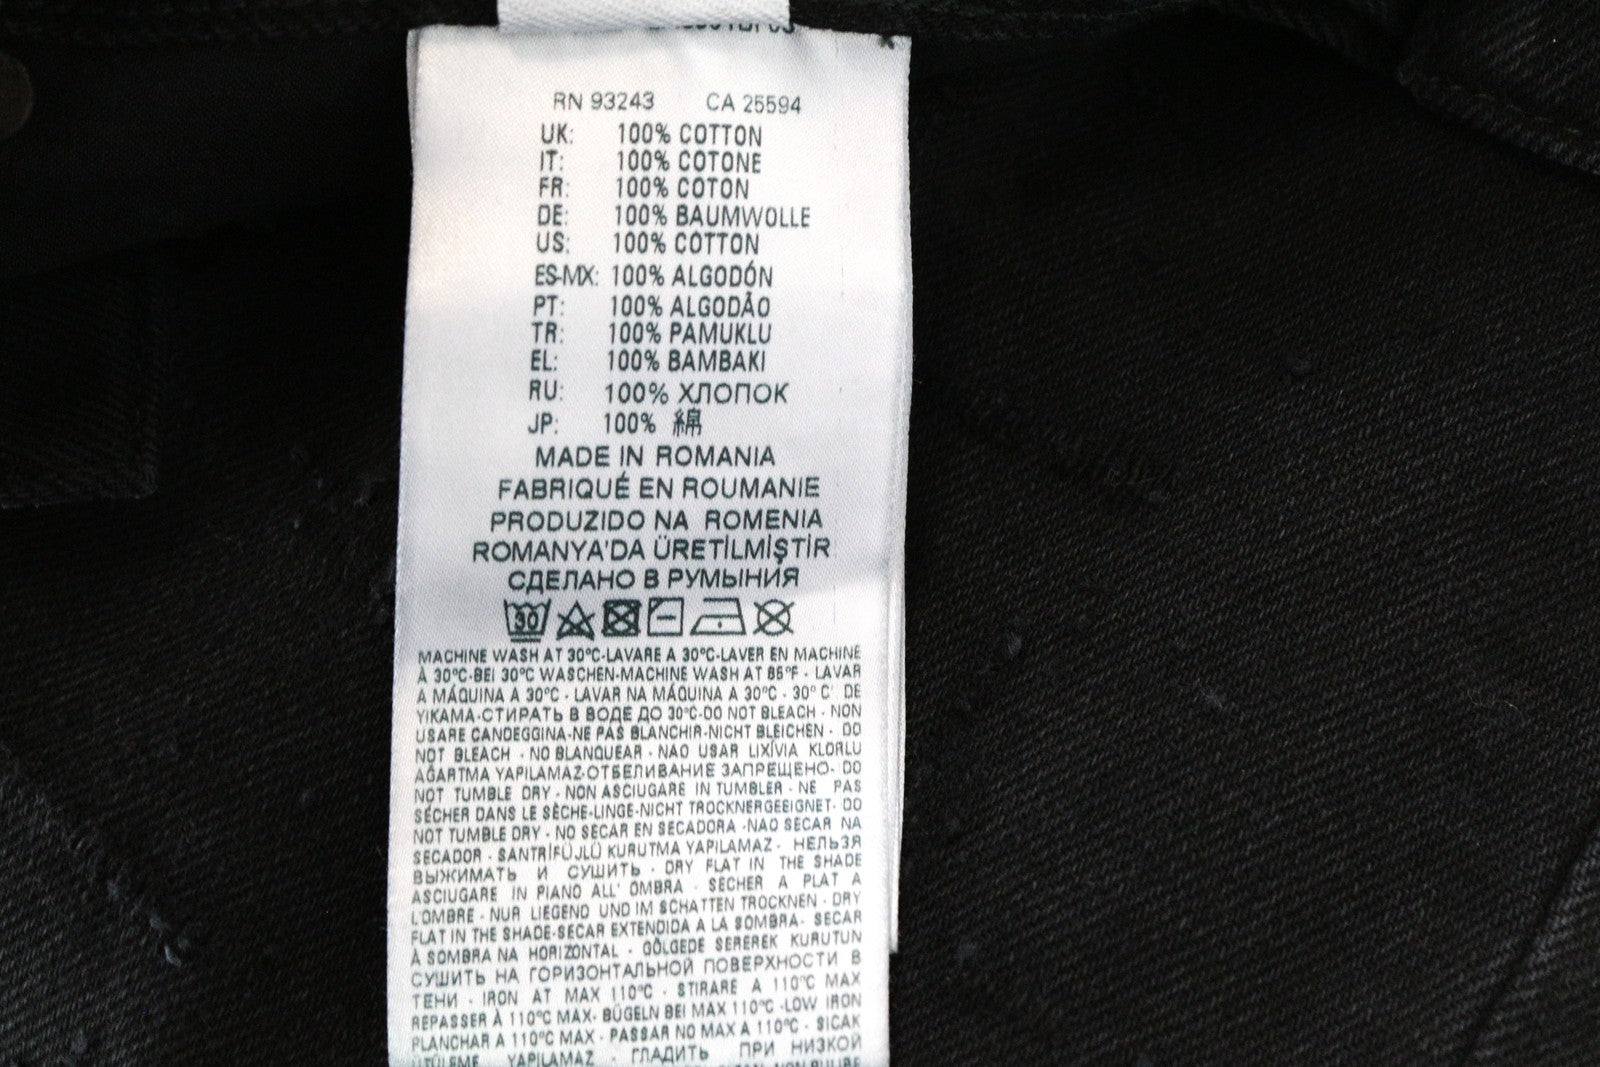 RN 93243 CA 25594
UK: 100% COTTON
IT: 100% COTONE
FR: 100% COTON
DE: 100% BAUMWOLLE
US: 100% COTTON
ES-MX: 100% ALGODÓN
PT: 100% ALGODÃO
TR: 100% PAMUKLU
EL: 100% BAMBAKI
RU: 100% ХЛОПОК
JP: 100% 綿
MADE IN ROMANIA
FABRIQUÉ EN ROUMANIE
PRODUZIDO NA ROMENIA
ROMANYA'DA ÜRETİLMİŞTİR
СДЕЛАНО В РУМЫНИЯ
30
MACHINE WASH AT 30°C-LAVARE A 30°C-LAVER EN MACHINE
À 30°C-BEI 30°C WASCHEN-MACHINE WASH AT 85°F - LAVAR
A MÁQUINA A 30°C - LAVAR NA MÁQUINA A 30°C - 30° C' DE
YIKAMA-СТИРАТЬ В ВОДЕ ДО 30°C-DO NOT BLEACH - NON
USARE CANDEGGINA-NE PAS BLANCHIR-NICHT BLEICHEN - DO
NOT BLEACH - NO BLANQUEAR - NAO USAR LIXÍVIA KLORLU
AĞARTMA YAPILAMAZ-ОТБЕЛИВАНИЕ ЗАПРЕЩЕНО- DO
NOT TUMBLE DRY - NON ASCIUGARE IN TUMBLER - NE PAS
SÉCHER DANS LE SÈCHE-LINGE-NICHT TROCKNERGEEIGNET- DO
NOT TUMBLE DRY - NO SECAR EN SECADORA -NAO SECAR NA
SECADOR - SANTRİFÜJLÜ KURUTMA YAPILAMAZ - НЕЛЬЗЯ
ВЫЖИМАТЬ И СУШИТЬ - DRY FLAT IN THE SHADE
ASCIUGARE IN PIANO ALL' OMBRA - SÉCHER A PLAT A
L'OMBRE - NUR LIEGEND UND IM SCHATTEN TROCKNEN - DRY
FLAT IN THE SHADE-SECAR EXTENDIDA A LA SOMBRA- SECAR
À SOMBRA NA HORIZONTAL - GÖLGEDE SEREREK KURUTUN
СУШИТЬ НА ГОРИЗОНТАЛЬНОЙ ПОВЕРХНОСТИ В
ТЕНИ - IRON AT MAX 110°C - STIRARE A 110°C MAX
REPASSER À 110°C MAX- BÜGELN BEI MAX 110°C -LOW IRON
PLANCHAR A 110°C MAX - PASSAR NO MAX A 110°C - SICAK
ÜTÜLEME YAPILAMAZ - ГЛАДИТЬ ПРИ НИЗКОЙ